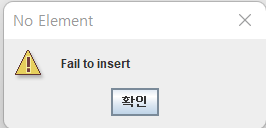 No Element
Fail to insert
확인